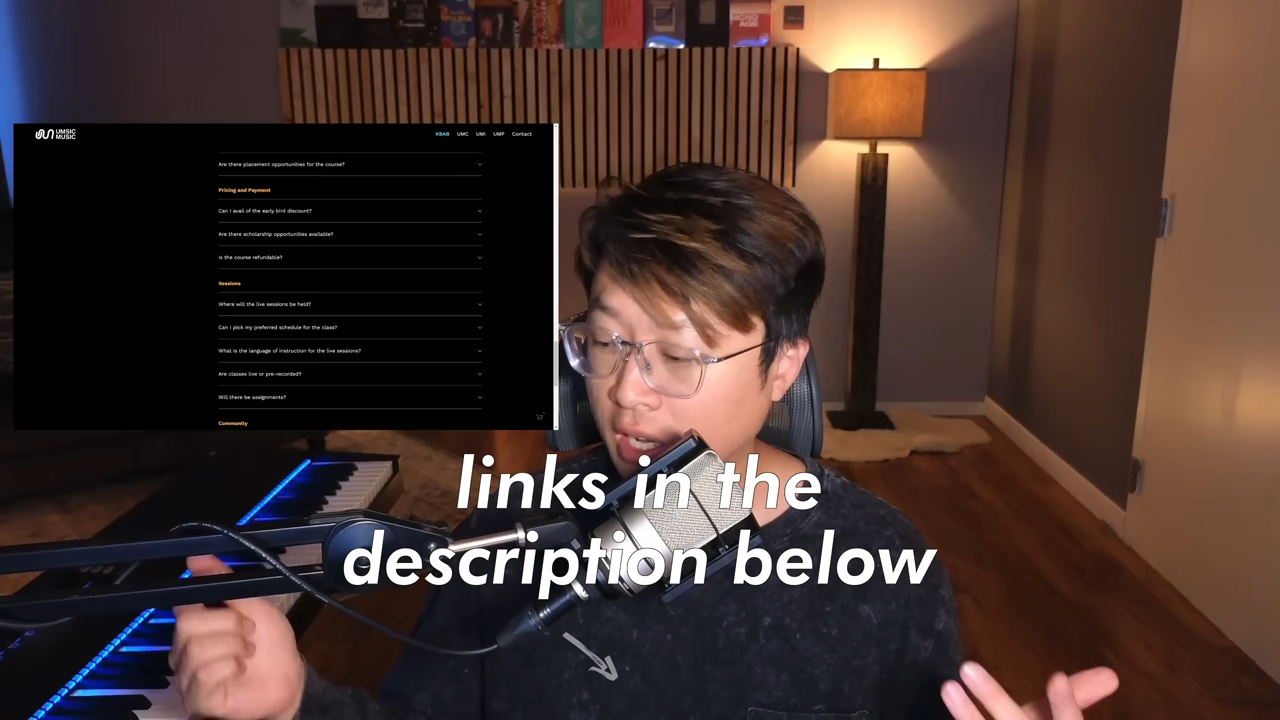 UMSIC
MUSIC
KBAB UMC UMI UMP Contact
Are there placement opportunities for the course?
Pricing and Payment
Can I avail of the early bird discount?
Are there scholarship opportunities available?
Is the course refundable?
Sessions
Where will the live sessions be held?
Can I pick my preferred schedule for the class?
What is the language of instruction for the live sessions?
Are classes live or pre-recorded?
Will there be assignments?
Community
links in the
description below